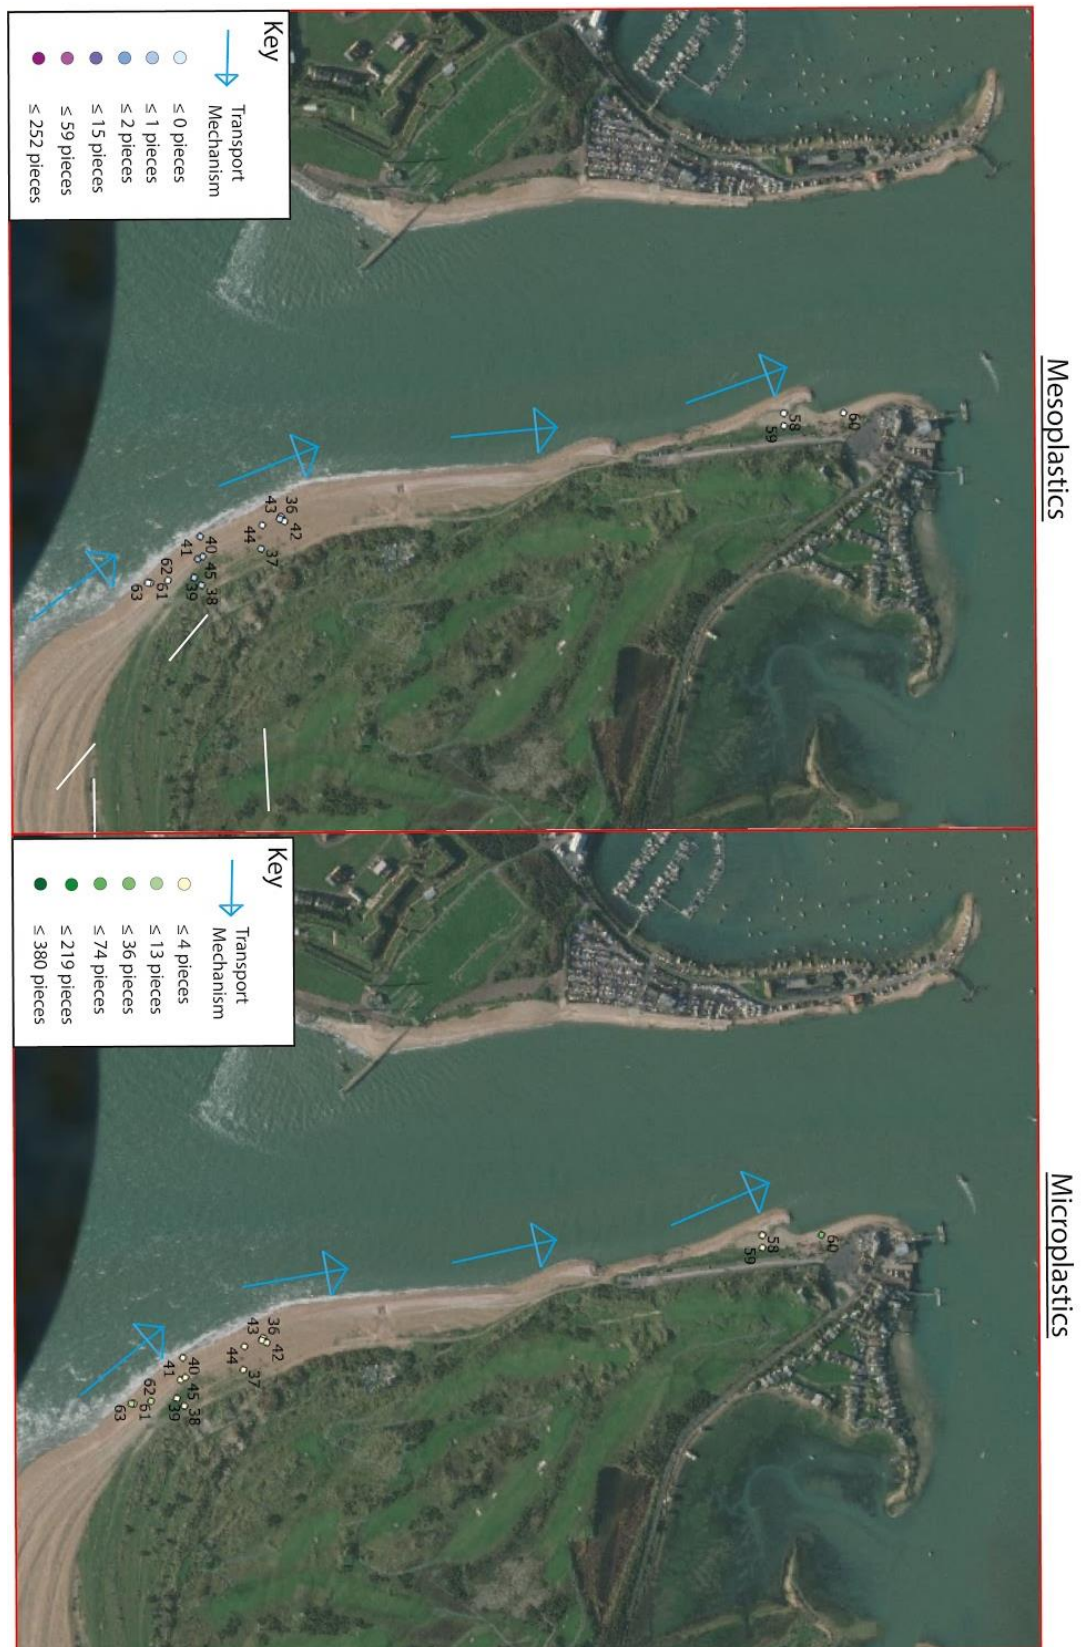 Mesoplastics
Key
Transport
Mechanism
≤ 0 pieces
≤ 1 pieces
≤ 2 pieces
≤ 15 pieces
≤ 59 pieces
≤ 252 pieces
60
58
59
36
42
43
44
37
40
41
45
38
39
62
61
63
Microplastics
Key
Transport
Mechanism
≤ 4 pieces
≤ 13 pieces
≤ 36 pieces
≤ 74 pieces
≤ 219 pieces
≤ 380 pieces
60
58
59
36
42
43
44
37
40
41
45
38
39
62
61
63